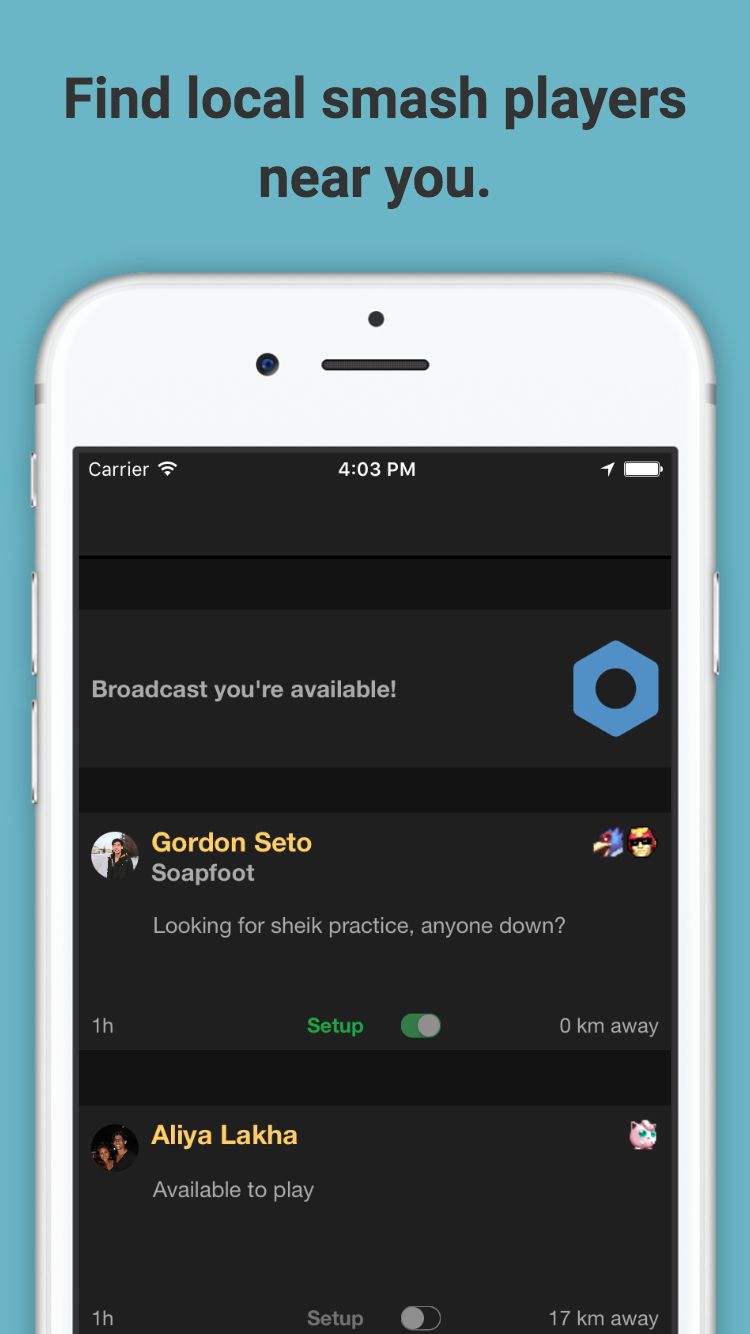 Find local smash players
near you.
Carrier 4:03 PM
Broadcast you're available!
Gordon Seto
Soapfoot
Looking for sheik practice, anyone down?
1h Setup 0 km away
Aliya Lakha
Available to play
1h Setup 17 km away